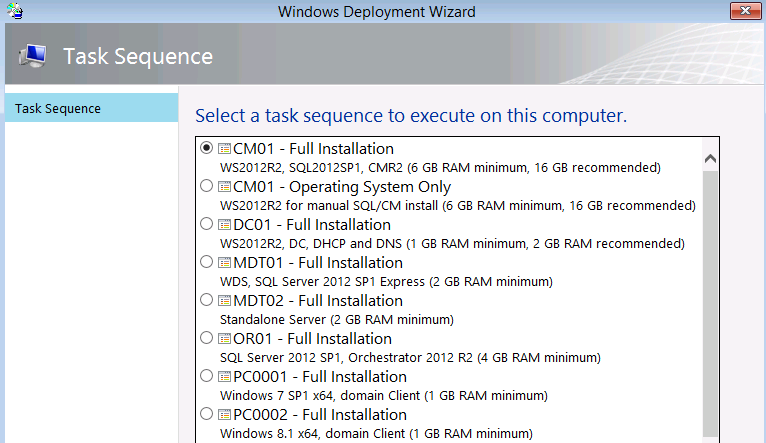 Windows Deployment Wizard
Task Sequence
Task Sequence
Select a task sequence to execute on this computer.
CM01 - Full Installation
WS2012R2, SQL2012SP1, CMR2 (6 GB RAM minimum, 16 GB recommended)
CM01 - Operating System Only
WS2012R2 for manual SQL/CM install (6 GB RAM minimum, 16 GB recommended)
DC01 - Full Installation
WS2012R2, DC, DHCP and DNS (1 GB RAM minimum, 2 GB recommended)
MDT01 - Full Installation
WDS, SQL Server 2012 SP1 Express (2 GB RAM minimum)
MDT02 - Full Installation
Standalone Server (2 GB RAM minimum)
OR01 - Full Installation
SQL Server 2012 SP1, Orchestrator 2012 R2 (4 GB RAM minimum)
PC0001 - Full Installation
Windows 7 SP1 x64, domain Client (1 GB RAM minimum)
PC0002 - Full Installation
Windows 8.1 x64, domain Client (1 GB RAM minimum)